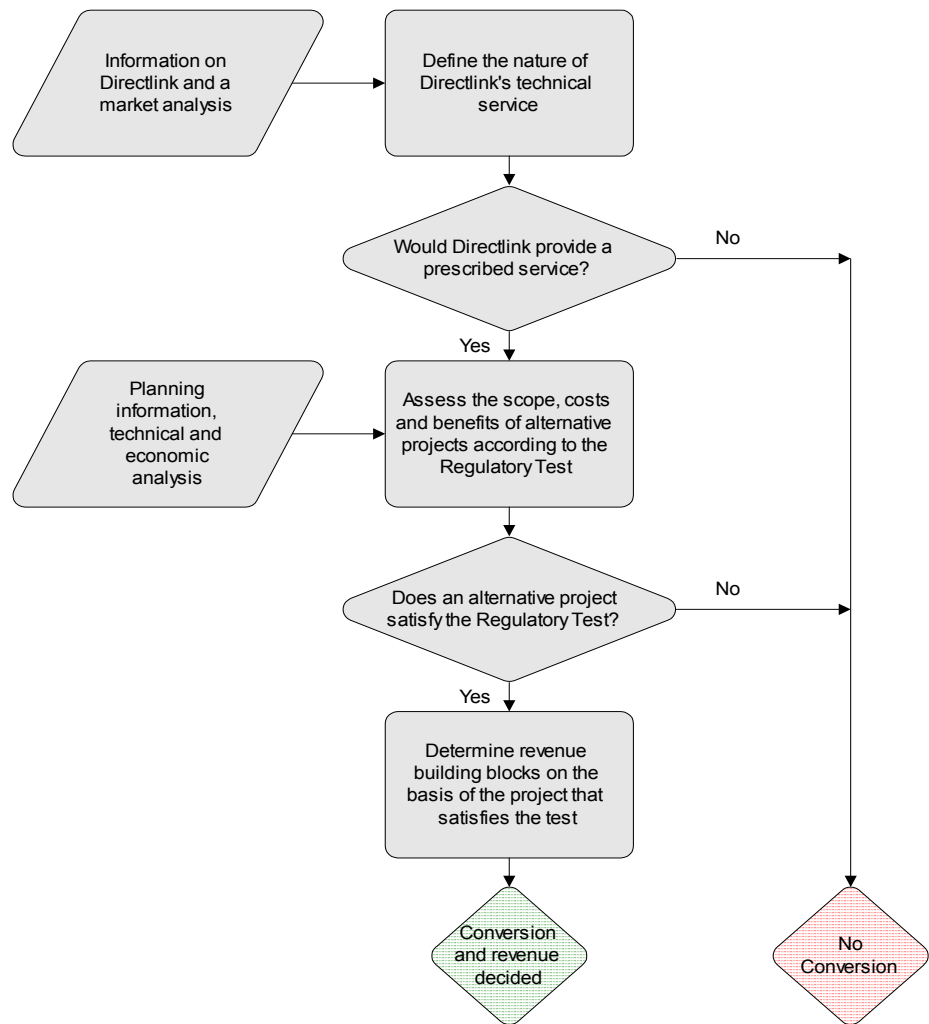 Information on
Directlink and a
market analysis
Define the nature of
Directlink's technical
service
Would Directlink provide a
prescribed service?
No
Yes
Planning
information,
technical and
economic
analysis
Assess the scope, costs
and benefits of alternative
projects according to the
Regulatory Test
Does an alternative project
satisfy the Regulatory Test?
No
Yes
Determine revenue
building blocks on the
basis of the project that
satisfies the test
Conversion
and revenue
decided
No
Conversion